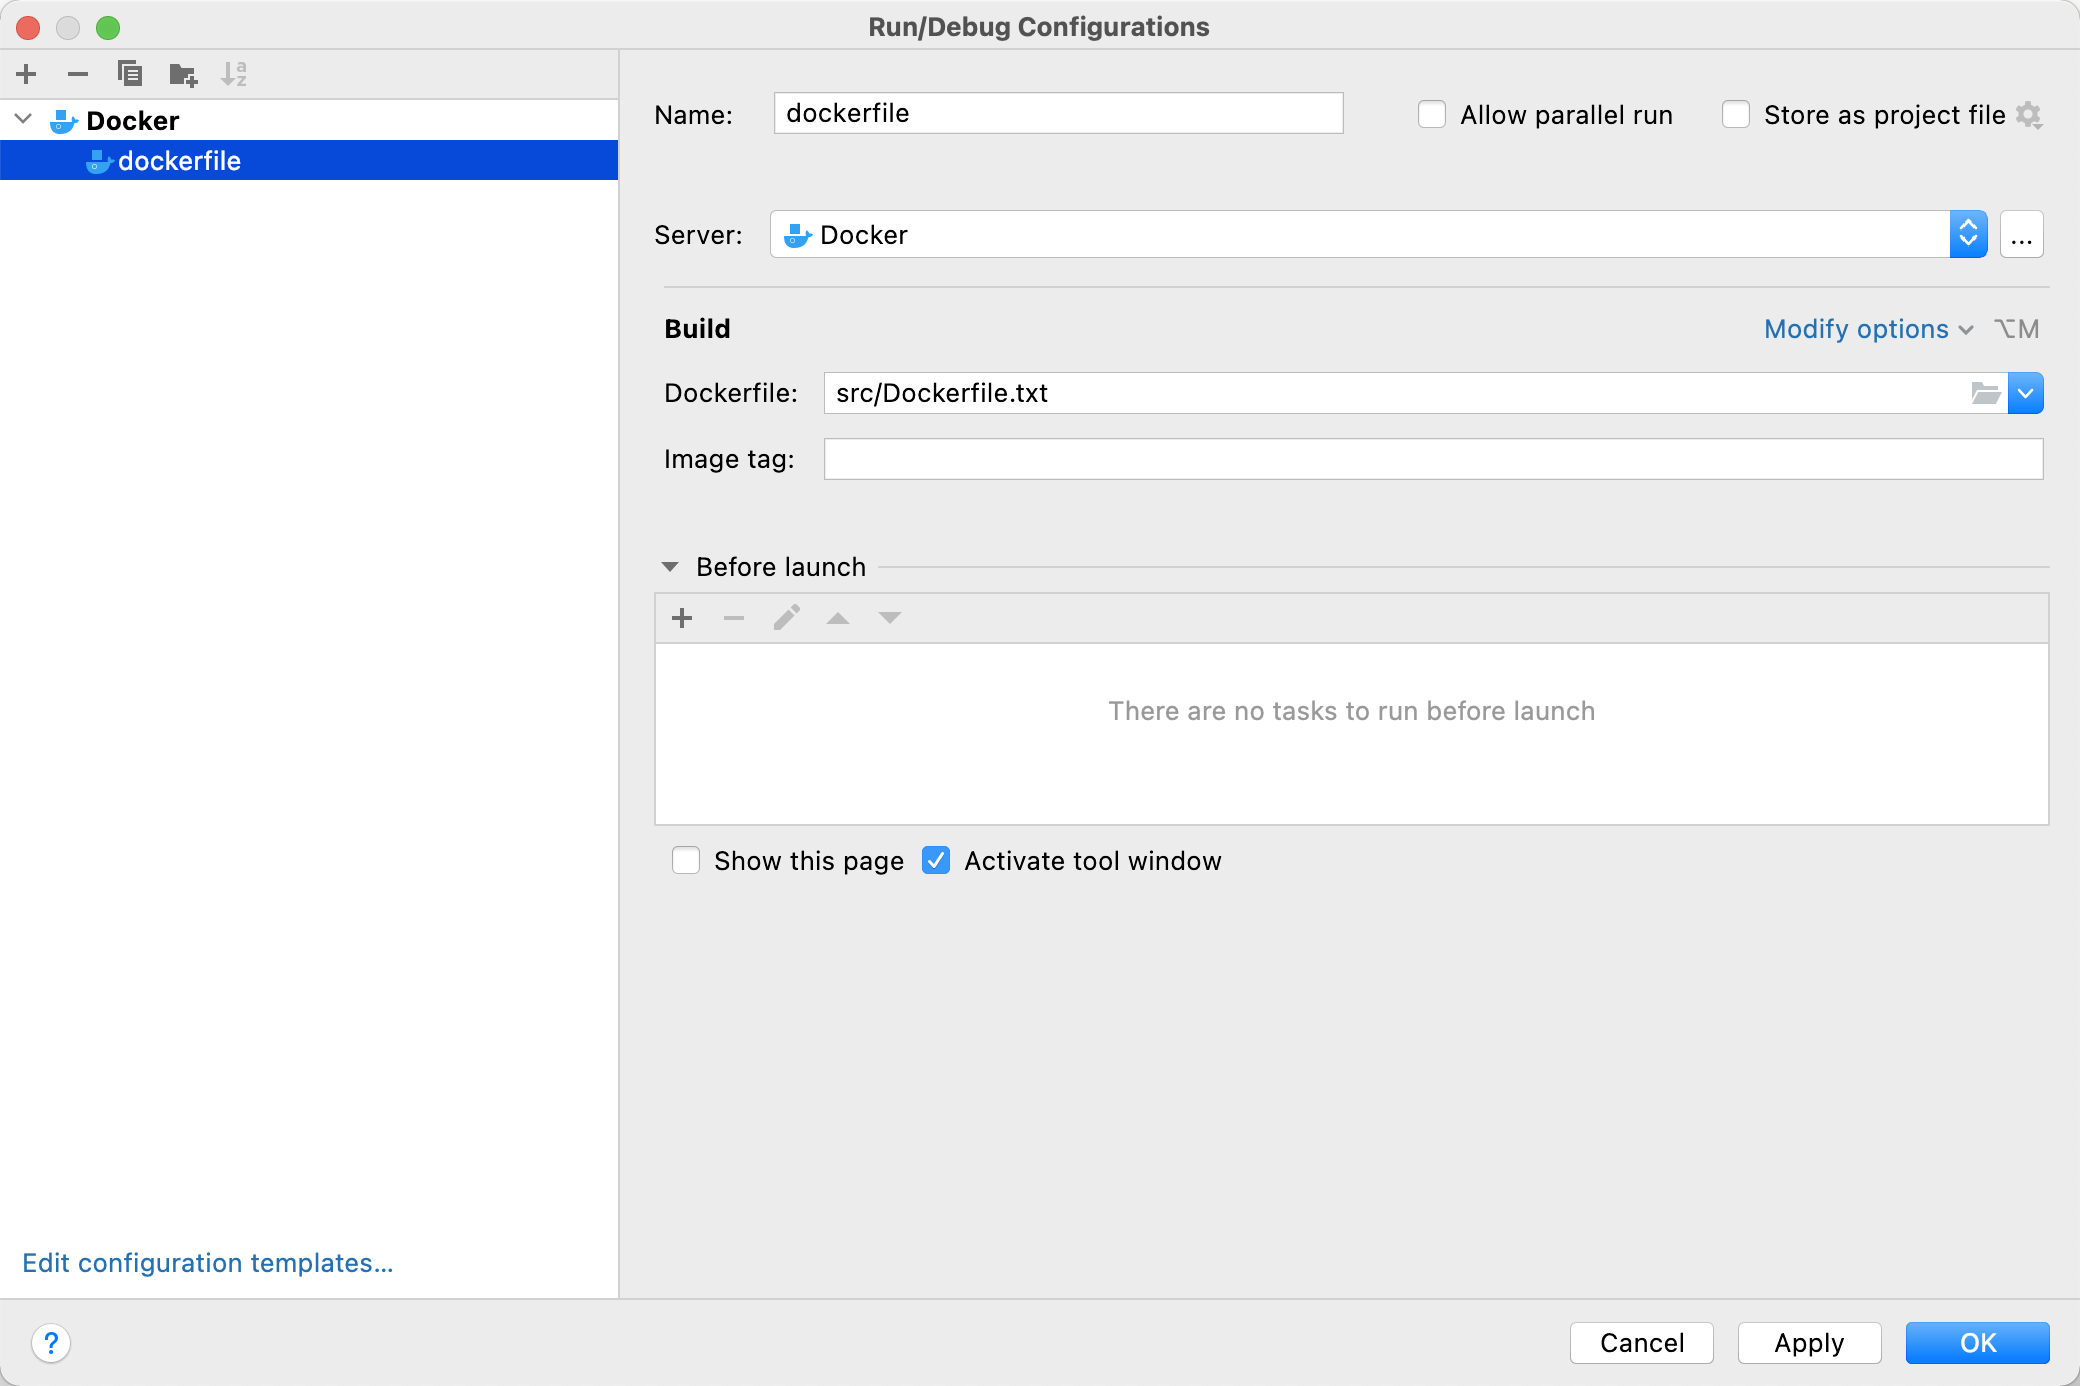 Run/Debug Configurations
Docker
dockerfile
Name: dockerfile
Allow parallel run
Store as project file
Server: Docker
...
Build
Modify options ⌥M
Dockerfile: src/Dockerfile.txt
Image tag:
Before launch
There are no tasks to run before launch
Show this page
Activate tool window
Edit configuration templates...
?
Cancel
Apply
OK